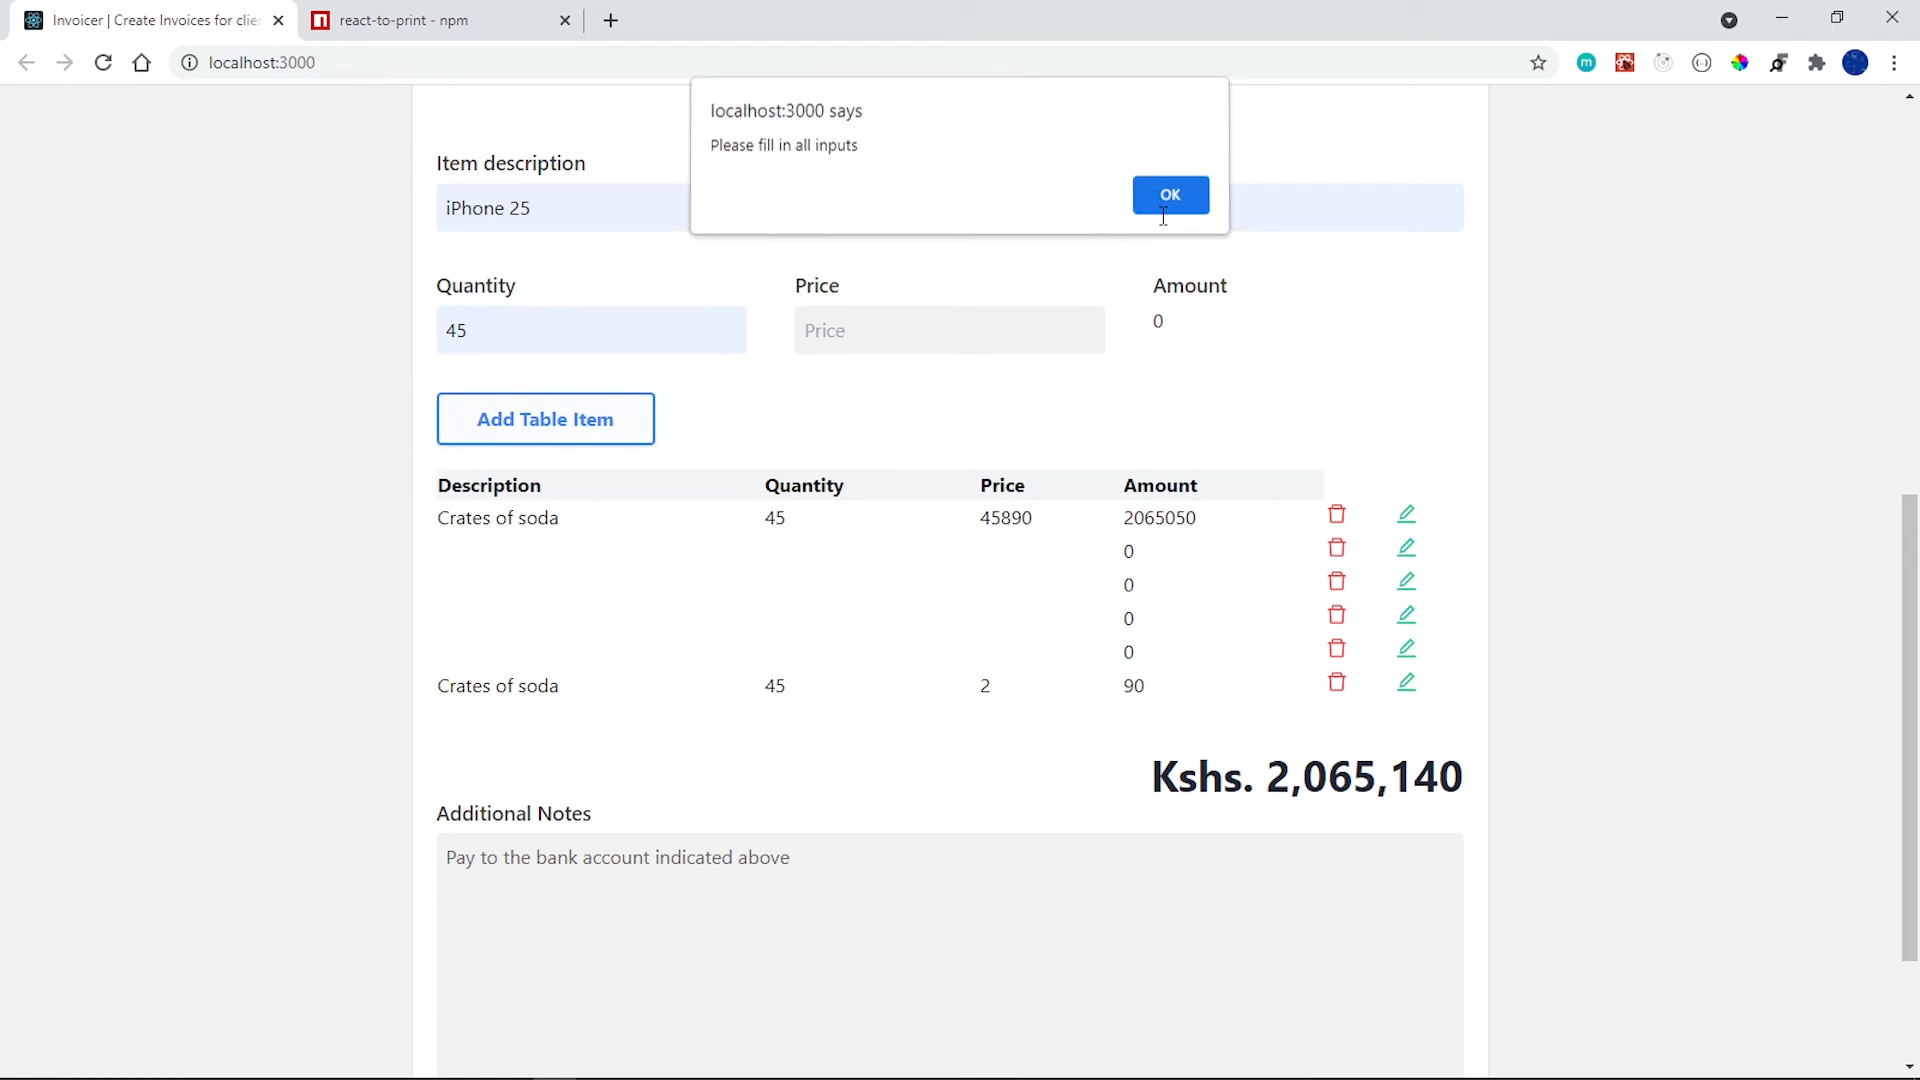 Invoicer | Create Invoices for clie
react-to-print - npm
localhost:3000
localhost:3000 says
Please fill in all inputs
OK
Item description
iPhone 25
Quantity Price Amount
45 Price 0
Add Table Item
Description Quantity Price Amount
Crates of soda 45 45890 2065050
0
0
0
0
Crates of soda 45 2 90
Kshs. 2,065,140
Additional Notes
Pay to the bank account indicated above